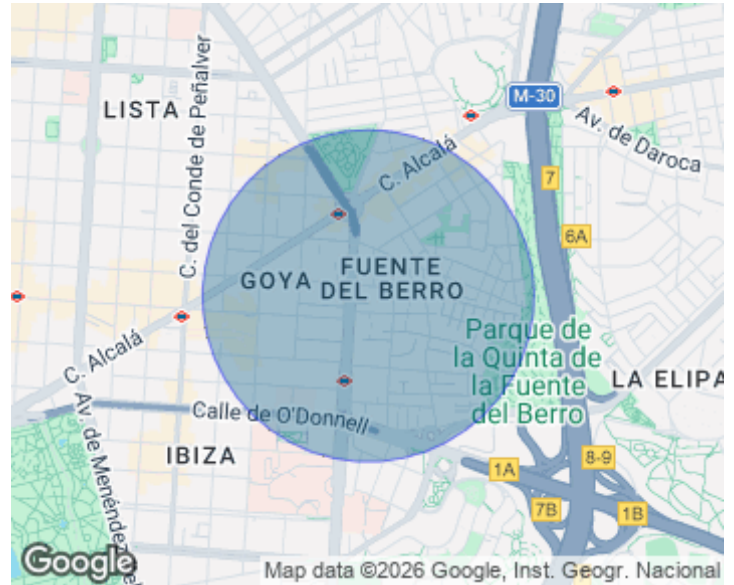 M-30
LISTA
Av. de Daroca
C. del Conde de Peñalver
C. Alcalá
7
6A
GOYA
FUENTE
DEL BERRO
C. Alcalá
Parque de
la Quinta de
la Fuente
del Berro
LA ELIPA
Calle de O'Donnell
Av. de Menéndez
IBIZA
1A
8-9
7B
1B
Google
Map data ©2026 Google, Inst. Geogr. Nacional